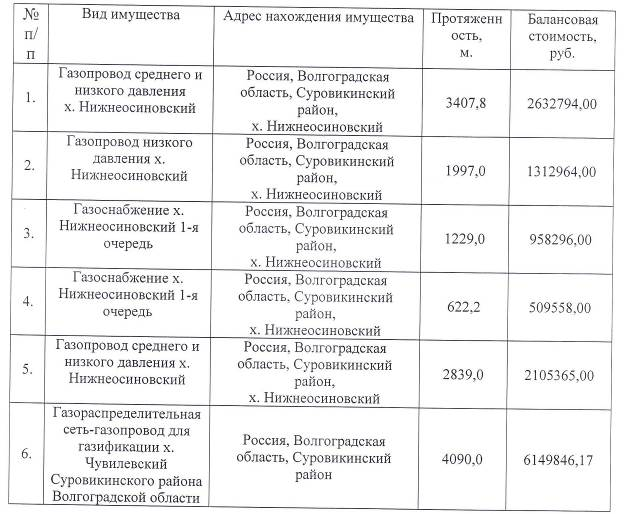 № п/п
Вид имущества
Адрес нахождения имущества
Протяженность, м.
Балансовая стоимость, руб.
1.
Газопровод среднего и
низкого давления
х. Нижнеосиновский
Россия, Волгоградская
область, Суровикинский
район,
х. Нижнеосиновский
3407,8
2632794,00
2.
Газопровод низкого
давления х.
Нижнеосиновский
Россия, Волгоградская
область, Суровикинский
район,
х. Нижнеосиновский
1997,0
1312964,00
3.
Газоснабжение х.
Нижнеосиновский 1-я
очередь
Россия, Волгоградская
область, Суровикинский
район,
х. Нижнеосиновский
1229,0
958296,00
4.
Газоснабжение х.
Нижнеосиновский 1-я
очередь
Россия, Волгоградская
область, Суровикинский
район,
х. Нижнеосиновский
622,2
509558,00
5.
Газопровод среднего и
низкого давления х.
Нижнеосиновский
Россия, Волгоградская
область, Суровикинский
район,
х. Нижнеосиновский
2839,0
2105365,00
6.
Газораспределительная
сеть-газопровод для
газификации х.
Чувилевский
Суровикинского района
Волгоградской области
Россия, Волгоградская
область, Суровикинский
район
4090,0
6149846,17